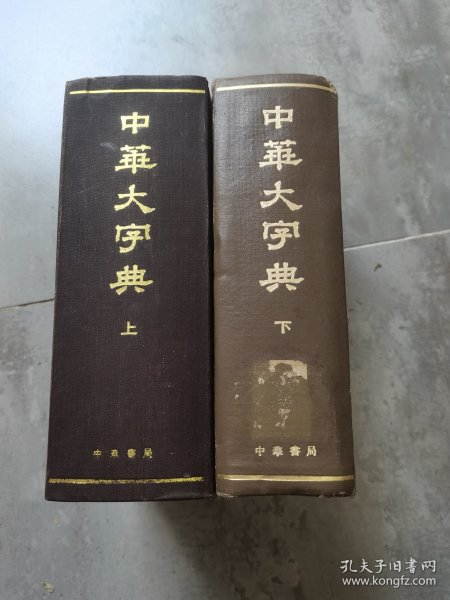 中華大字典
上
中華書局
中華大字典
下
中華書局
孔夫子旧书网
www.kongfz.com